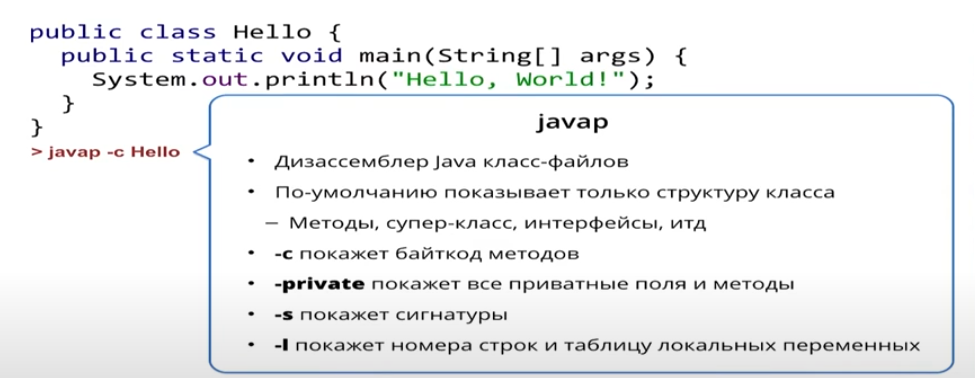 public class Hello {
public static void main(String[] args) {
System.out.println("Hello, World!");
}
}
> javap -c Hello
javap
• Дизассемблер Java класс-файлов
• По-умолчанию показывает только структуру класса
– Методы, супер-класс, интерфейсы, итд
• -c покажет байткод методов
• -private покажет все приватные поля и методы
• -s покажет сигнатуры
• -l покажет номера строк и таблицу локальных переменных